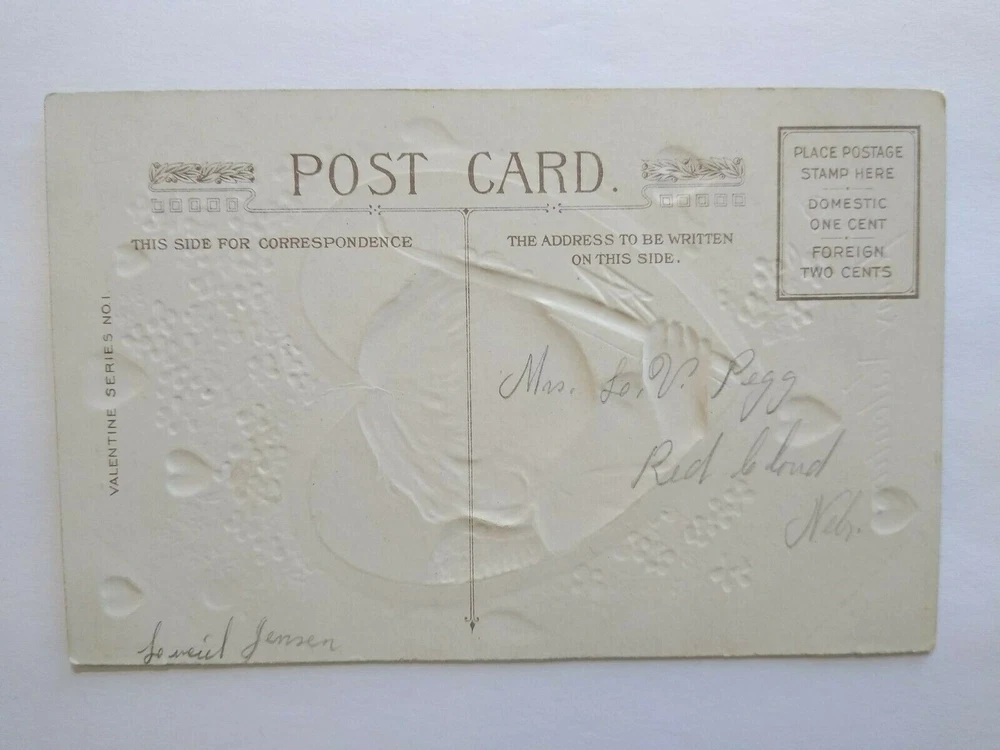 POST CARD.
THIS SIDE FOR CORRESPONDENCE
THE ADDRESS TO BE WRITTEN
ON THIS SIDE.
PLACE POSTAGE
STAMP HERE
DOMESTIC
ONE CENT
FOREIGN
TWO CENTS
VALENTINE SERIES NO 1
Mrs. V. Pegg
Red Cloud
Nebr.
Jensen